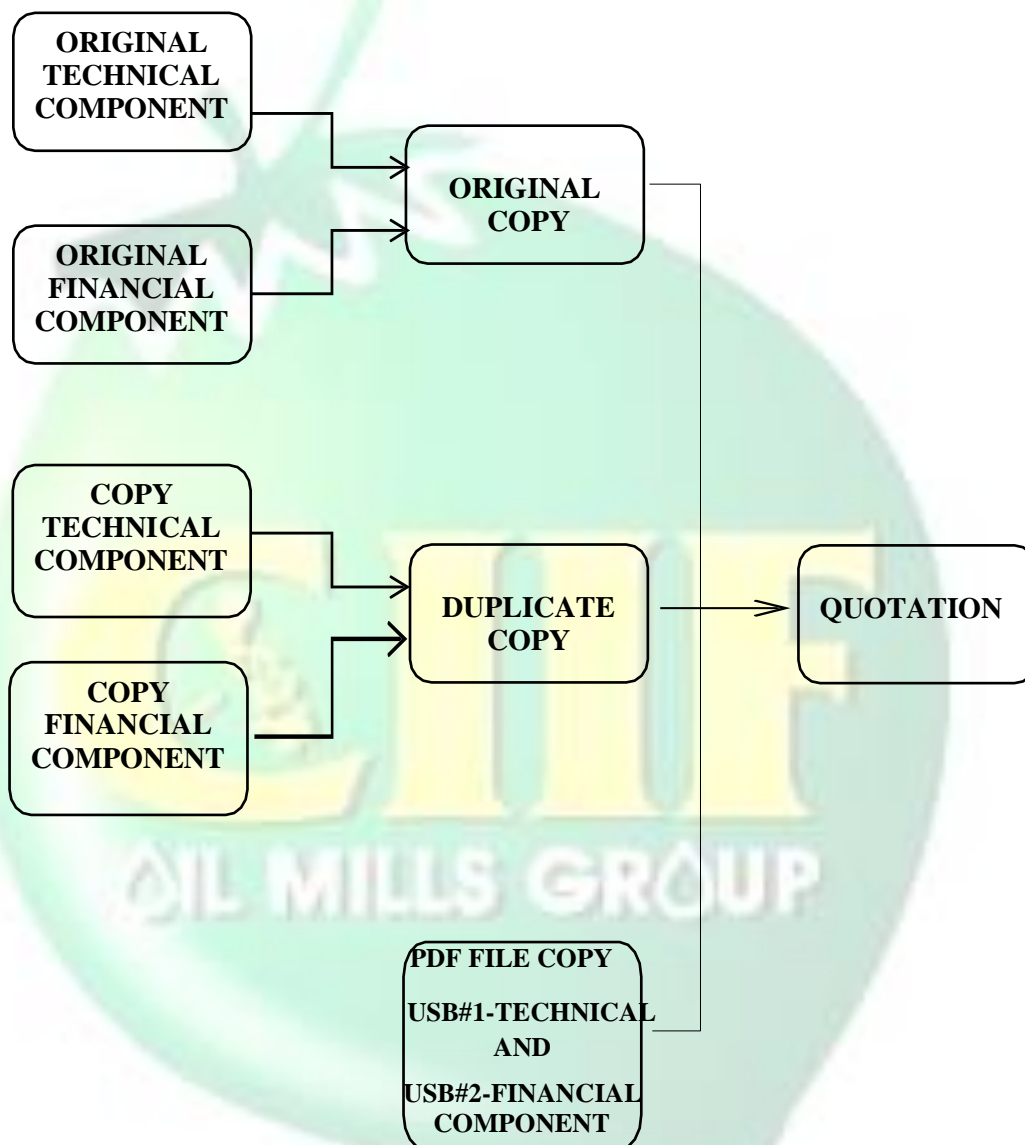 ORIGINAL
TECHNICAL
COMPONENT
ORIGINAL
COPY
ORIGINAL
FINANCIAL
COMPONENT
COPY
TECHNICAL
COMPONENT
DUPLICATE
COPY
QUOTATION
COPY
FINANCIAL
COMPONENT
CIIF
OIL MILLS GROUP
PDF FILE COPY
USB#1-TECHNICAL
AND
USB#2-FINANCIAL
COMPONENT